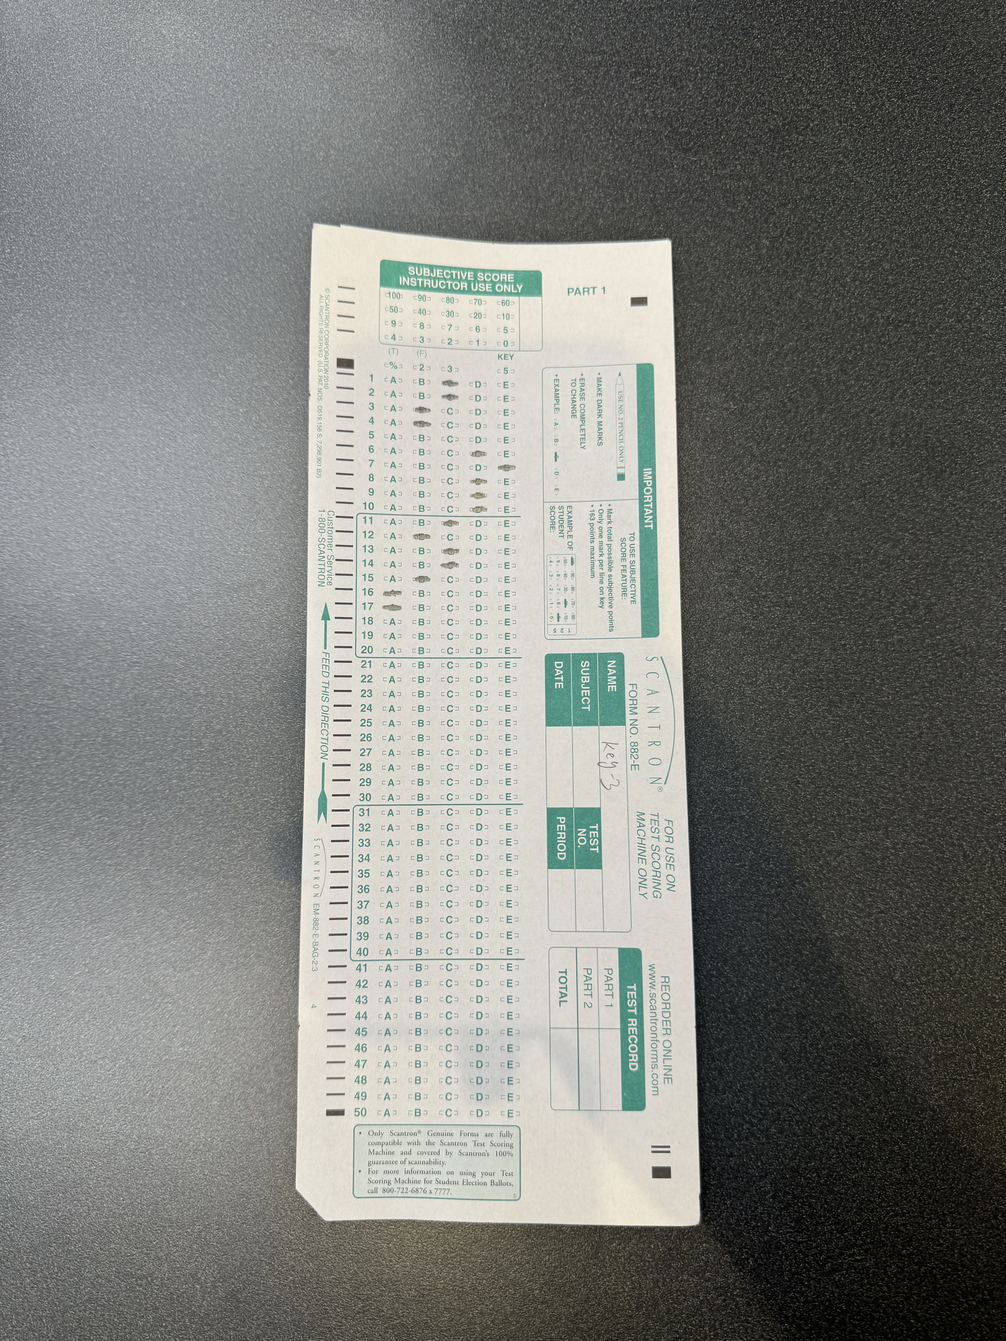 SUBJECTIVE SCORE
INSTRUCTOR USE ONLY
100 90 80 70 60
50 40 30 20 10
9 8 7 6 5
4 3 2 1 0
PART 1
(T) (F) KEY
% 2 3 5
1 A B D E
2 A B D E
3 A C D E
4 A C D E
5 A B C D E
6 A B C E
7 A B C D
8 A B C E
9 A B C E
10 A B C E
11 A B D E
12 A C D E
13 A B D E
14 A B D E
15 A C D E
16 B C D E
17 B C D E
18 A B C D E
19 A B C D E
20 A B C D E
21 A B C D E
22 A B C D E
23 A B C D E
24 A B C D E
25 A B C D E
26 A B C D E
27 A B C D E
28 A B C D E
29 A B C D E
30 A B C D E
31 A B C D E
32 A B C D E
33 A B C D E
34 A B C D E
35 A B C D E
36 A B C D E
37 A B C D E
38 A B C D E
39 A B C D E
40 A B C D E
41 A B C D E
42 A B C D E
43 A B C D E
44 A B C D E
45 A B C D E
46 A B C D E
47 A B C D E
48 A B C D E
49 A B C D E
50 A B C D E
• Only Scantron® Genuine Forms are fully
compatible with the Scantron Test Scoring
Machine and covered by Scantron's 100%
guarantee of scannability.
• For more information on using your Test
Scoring Machine for Student Election Ballots,
call 800-722-6876 x 7777.
IMPORTANT
USE NO. 2 PENCIL ONLY
• MAKE DARK MARKS
• ERASE COMPLETELY
TO CHANGE
• EXAMPLE: A B D E
TO USE SUBJECTIVE
SCORE FEATURE:
• Mark total possible subjective points
• Only one mark per line on key
• 163 points maximum
EXAMPLE OF
STUDENT
SCORE:
SCANTRON®
FORM NO. 882-E
FOR USE ON
TEST SCORING
MACHINE ONLY
NAME key-3
SUBJECT
TEST
NO.
DATE
PERIOD
REORDER ONLINE
www.scantronforms.com
TEST RECORD
PART 1
PART 2
TOTAL
© SCANTRON CORPORATION 2010
ALL RIGHTS RESERVED
Customer Service
1-800-SCANTRON
FEED THIS DIRECTION
SCANTRON EM-882-E-BAG-2:3
4